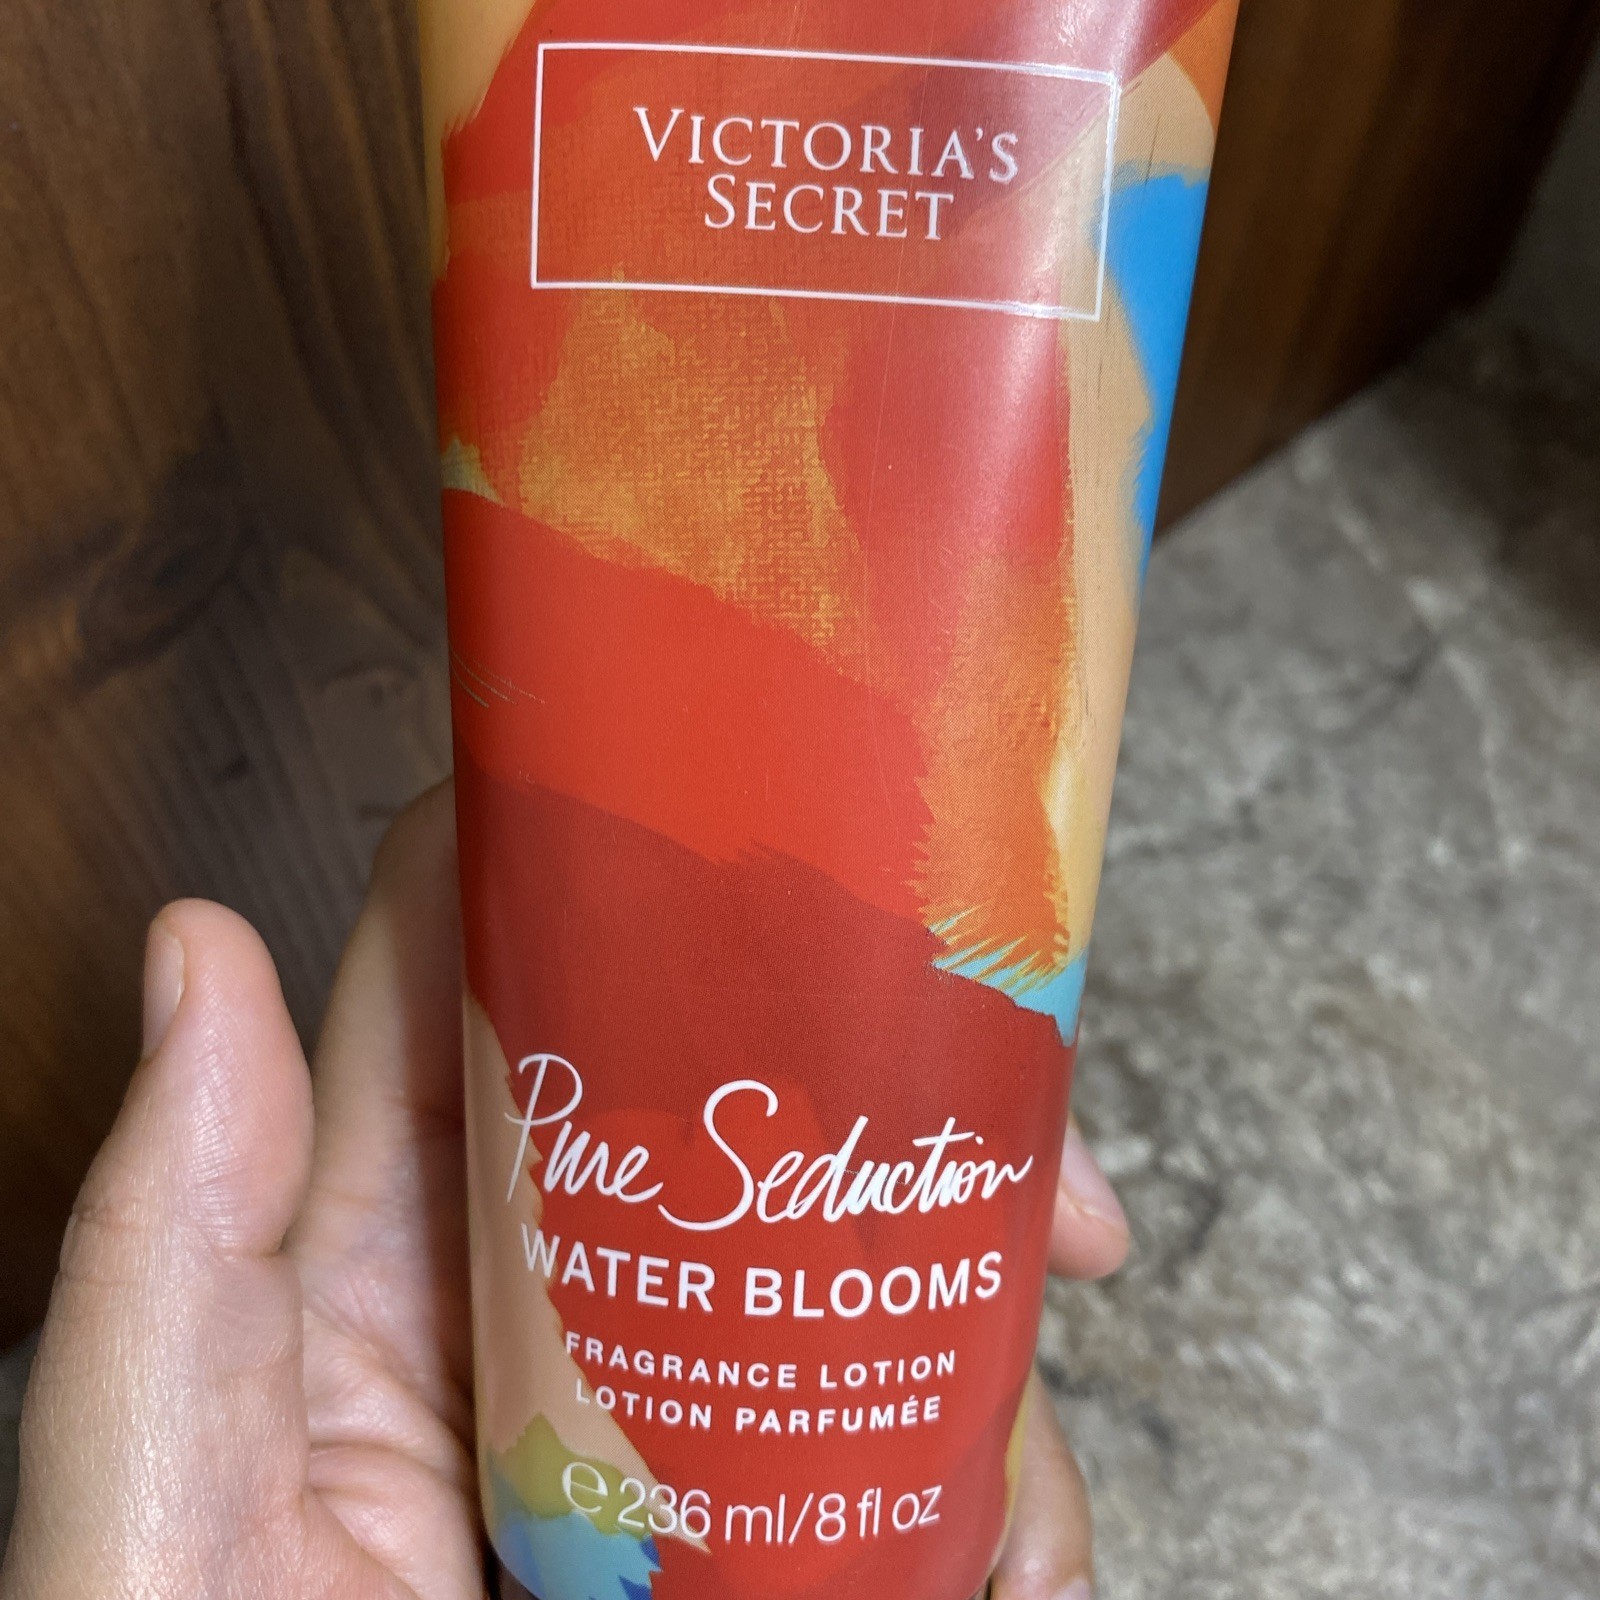 VICTORIA'S
SECRET
Pure Seduction
WATER BLOOMS
FRAGRANCE LOTION
LOTION PARFUMÉE
℮ 236 ml/8 fl oz